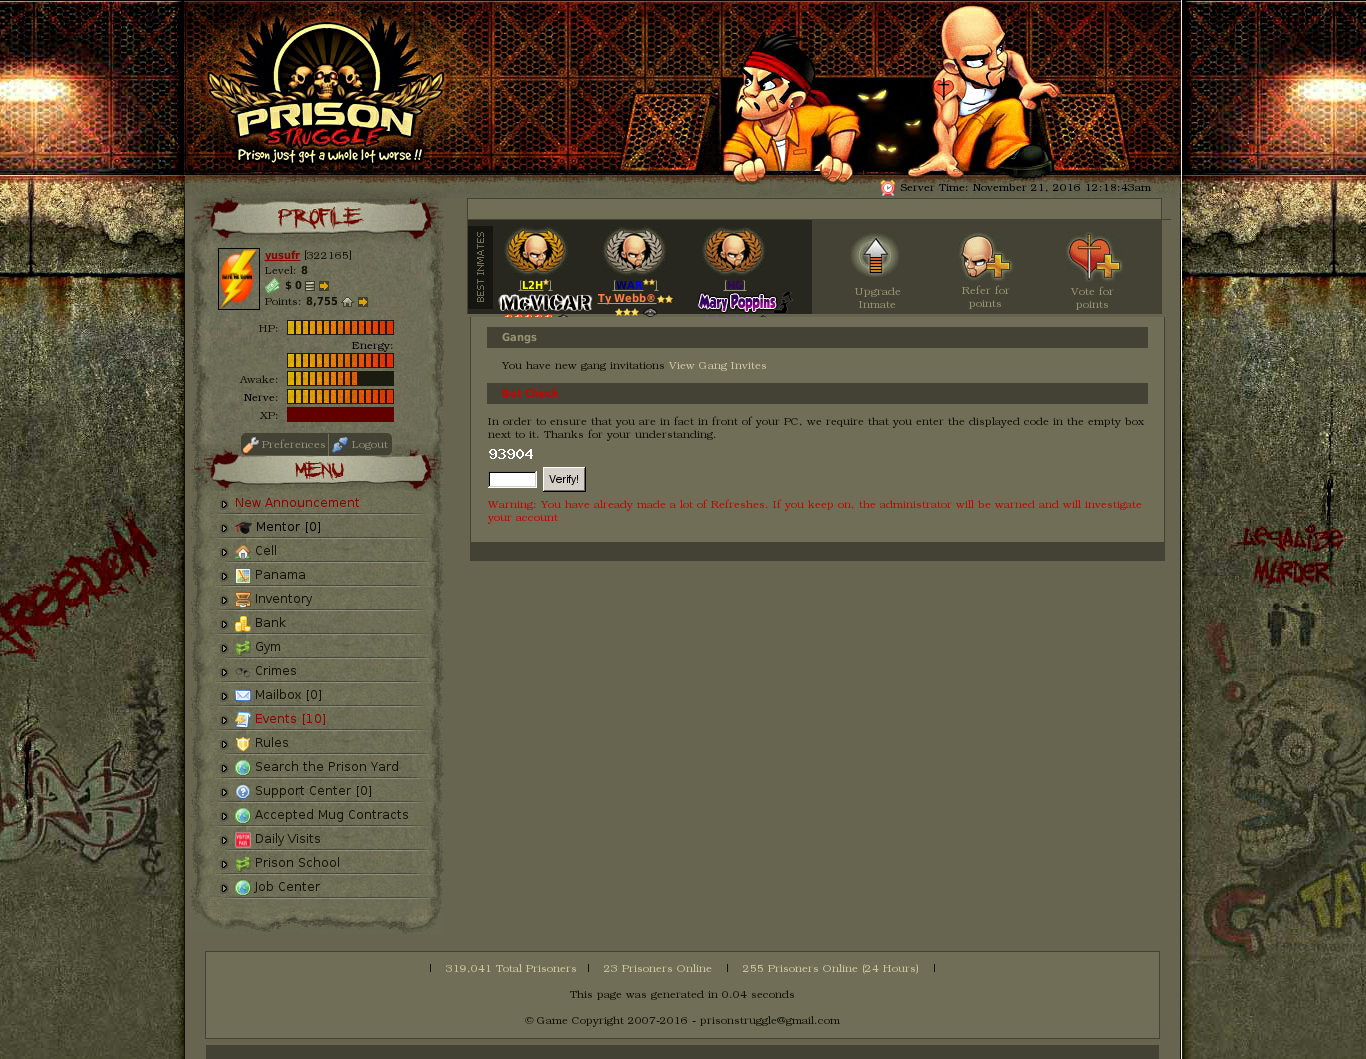 PRISON
STRUGGLE
Prison just got a whole lot worse !!
Server Time: November 21, 2016 12:18:43am
PROFILE
yusufr [322165]
Level: 8
$ 0
Points: 8,755
HP:
Energy:
Awake:
Nerve:
XP:
Preferences Logout
BEST INMATES
[L2H*]
McVICAR
[WAR**]
Ty Webb®
[HG]
Mary Poppins
Upgrade
Inmate
Refer for
points
Vote for
points
Gangs
You have new gang invitations View Gang Invites
Bot Check
In order to ensure that you are in fact in front of your PC, we require that you enter the displayed code in the empty box
next to it. Thanks for your understanding.
93904
Verify!
Warning: You have already made a lot of Refreshes. If you keep on, the administrator will be warned and will investigate
your account
MENU
New Announcement
Mentor [0]
Cell
Panama
Inventory
Bank
Gym
Crimes
Mailbox [0]
Events [10]
Rules
Search the Prison Yard
Support Center [0]
Accepted Mug Contracts
Daily Visits
Prison School
Job Center
FREEDOM
LEGALIZE
MURDER
319,041 Total Prisoners
23 Prisoners Online
255 Prisoners Online (24 Hours)
This page was generated in 0.04 seconds
© Game Copyright 2007-2016 - prisonstruggle@gmail.com